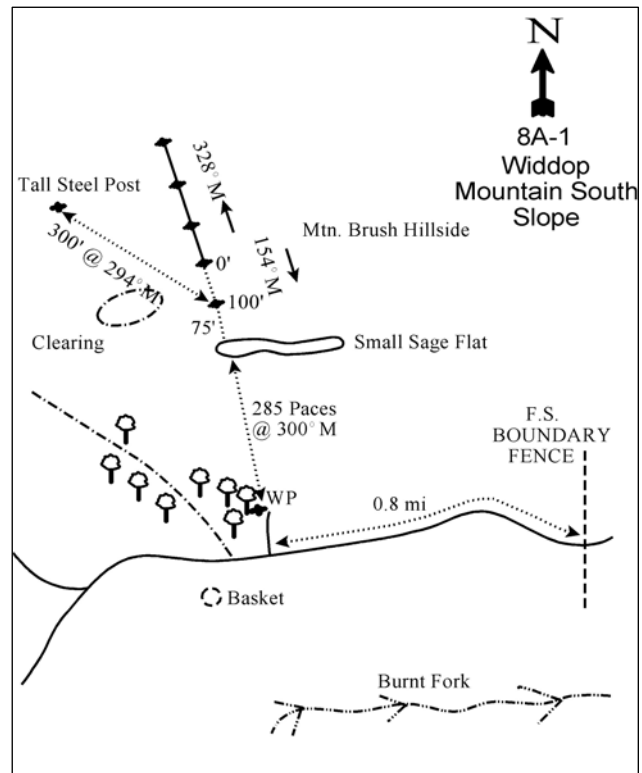 N
8A-1
Widdop
Mountain South
Slope
328° M
Tall Steel Post
Mtn. Brush Hillside
154° M
300' @ 294° M
0'
100'
75'
Clearing
Small Sage Flat
285 Paces
@ 300° M
F.S.
BOUNDARY
FENCE
WP
0.8 mi
Basket
Burnt Fork